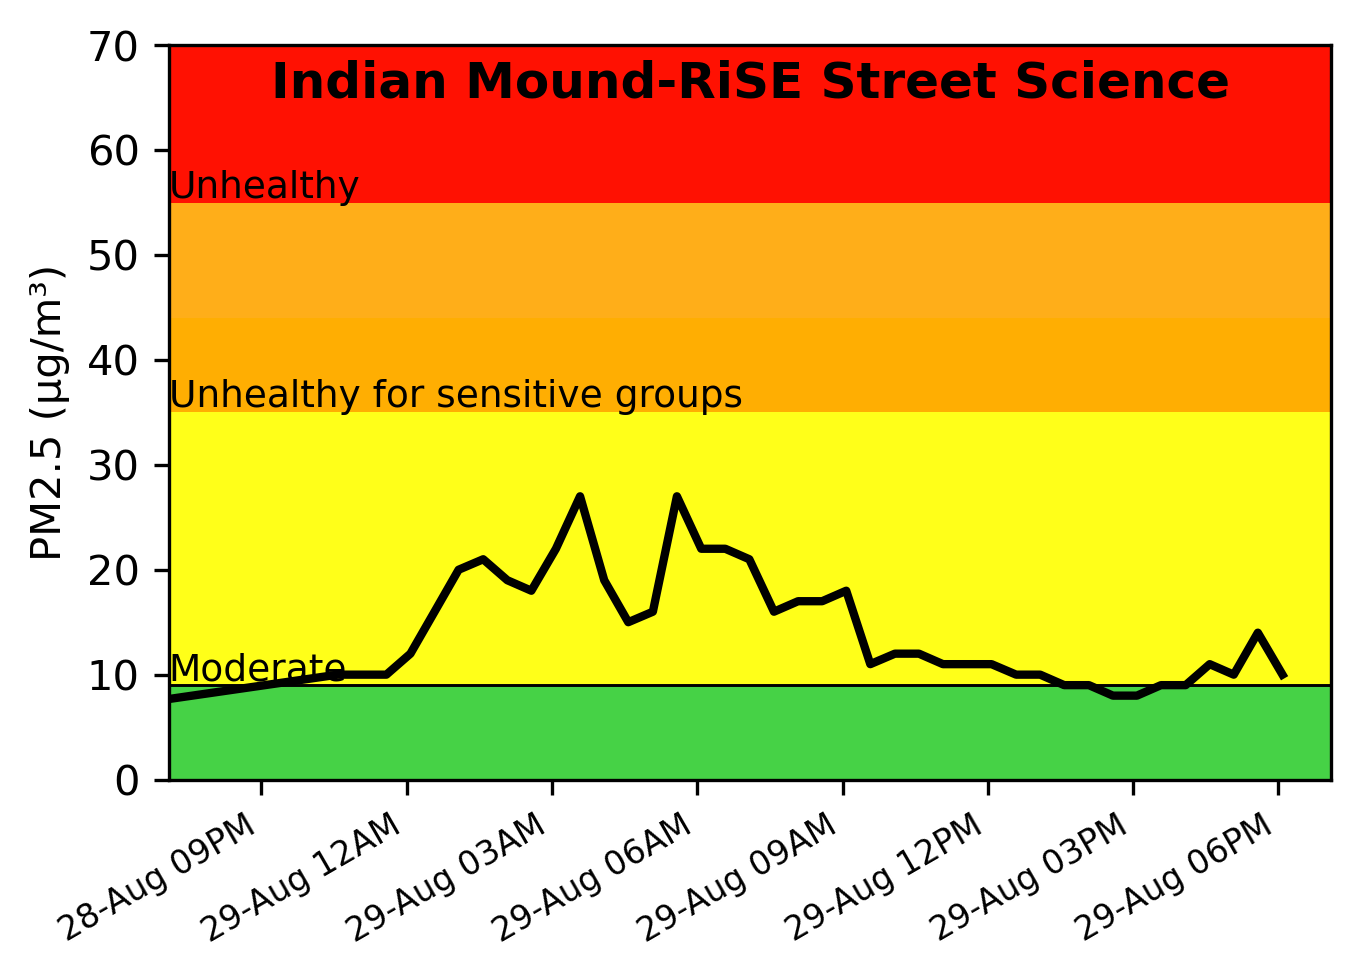 Indian Mound-RiSE Street Science
70
60
50
40
30
20
10
0
PM2.5 (µg/m³)
Unhealthy
Unhealthy for sensitive groups
Moderate
28-Aug 09PM
29-Aug 12AM
29-Aug 03AM
29-Aug 06AM
29-Aug 09AM
29-Aug 12PM
29-Aug 03PM
29-Aug 06PM